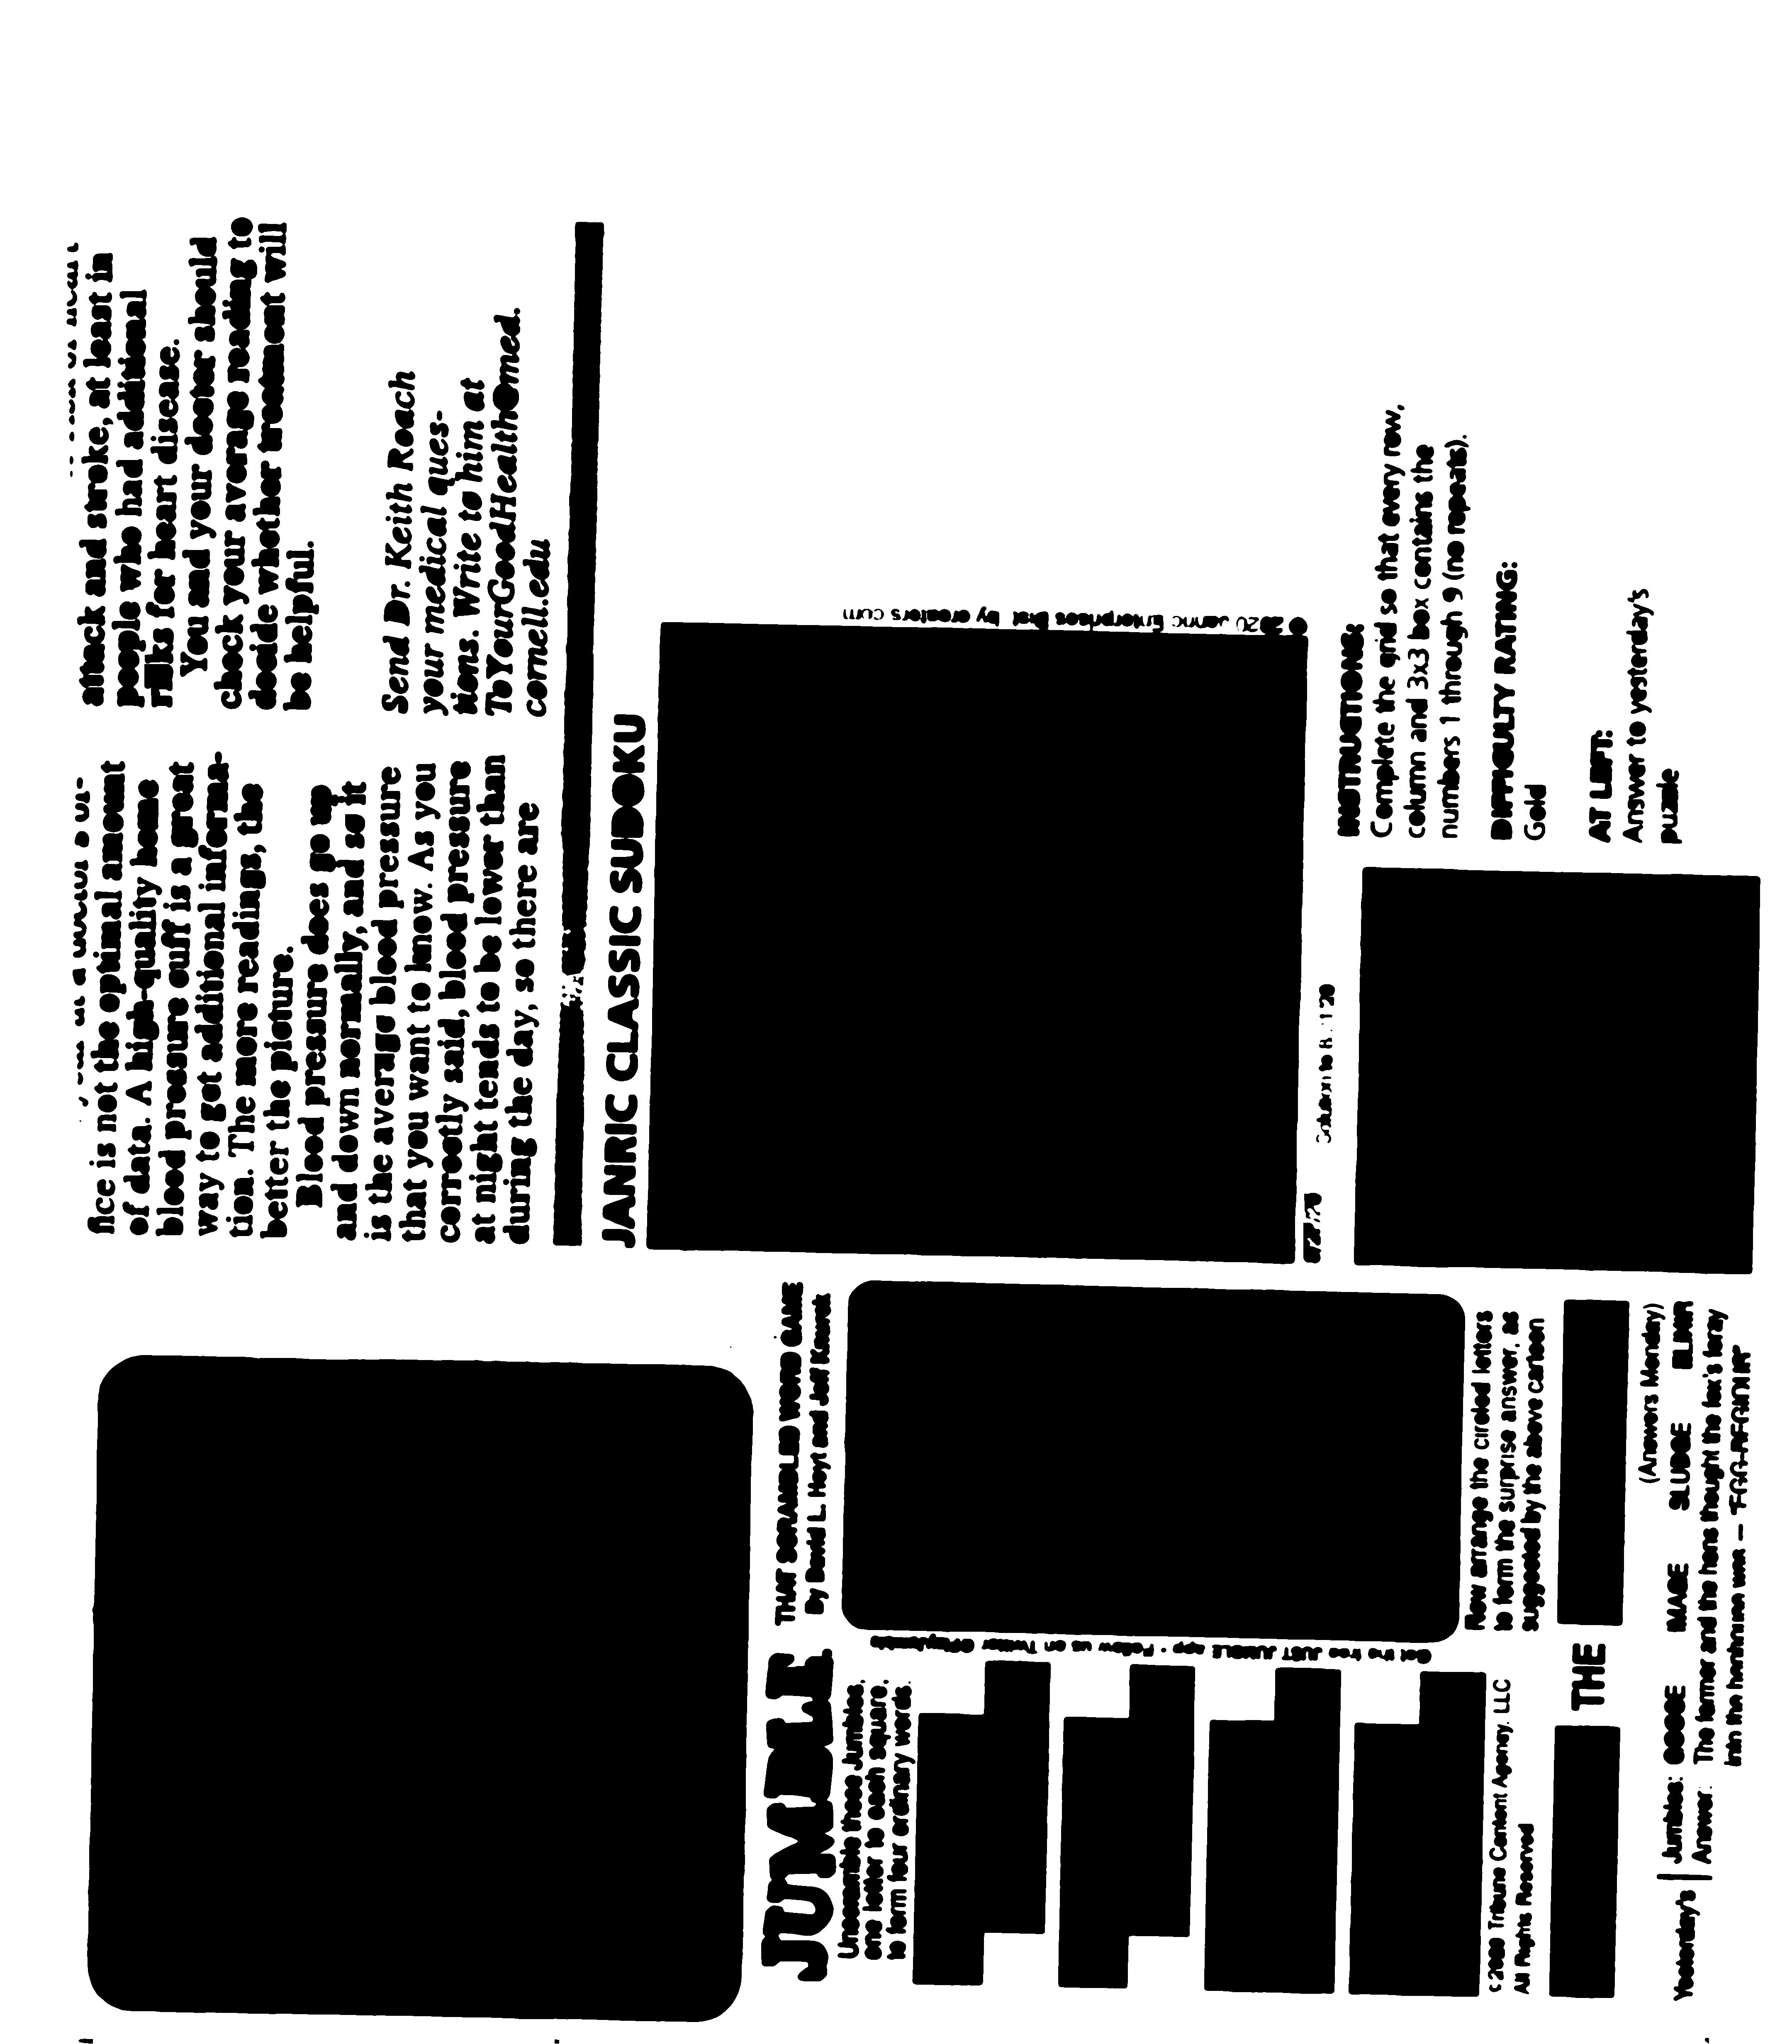 fice is not the optimal amount
of data. A high-quality home
blood pressure cuff is a great
way to get additional informa-
tion. The more readings, the
better the picture.
Blood pressure does go up
and down normally, and so it
is the average blood pressure
that you want to know. As you
correctly said, blood pressure
at night tends to be lower than
during the day, so there are
attack and stroke, at least in
people who had additional
risks for heart disease.
You and your doctor should
check your average reading to
decide whether treatment will
be helpful.
Send Dr. Keith Roach
your medical ques-
tions. Write to him at
ToYourGoodHealth@med.
cornell.edu
JANRIC CLASSIC SUDOKU
© 2020 Janric Enterprises Dist by creators com
Solution to
INSTRUCTIONS:
Complete the grid so that every row,
column and 3x3 box contains the
numbers 1 through 9 (no repeats).
DIFFICULTY RATING:
Gold
AT LEFT:
Answer to yesterday's
puzzle
JUMBLE
THAT SCRAMBLED WORD GAME
By David L. Hoyt and Jeff Knurek
Unscramble these Jumbles,
one letter to each square,
to form four ordinary words.
Get the free JUST JUMBLE app • Follow us on Twitter @PlayJumble
© 2020 Tribune Content Agency, LLC
All Rights Reserved
Now arrange the circled letters
to form the surprise answer, as
suggested by the above cartoon
THE
(Answers Monday)
Yesterday's
Jumbles: IMAGE SLUDGE
Answer: The farmer and the hens thought the fox's foray
into the henhouse was —